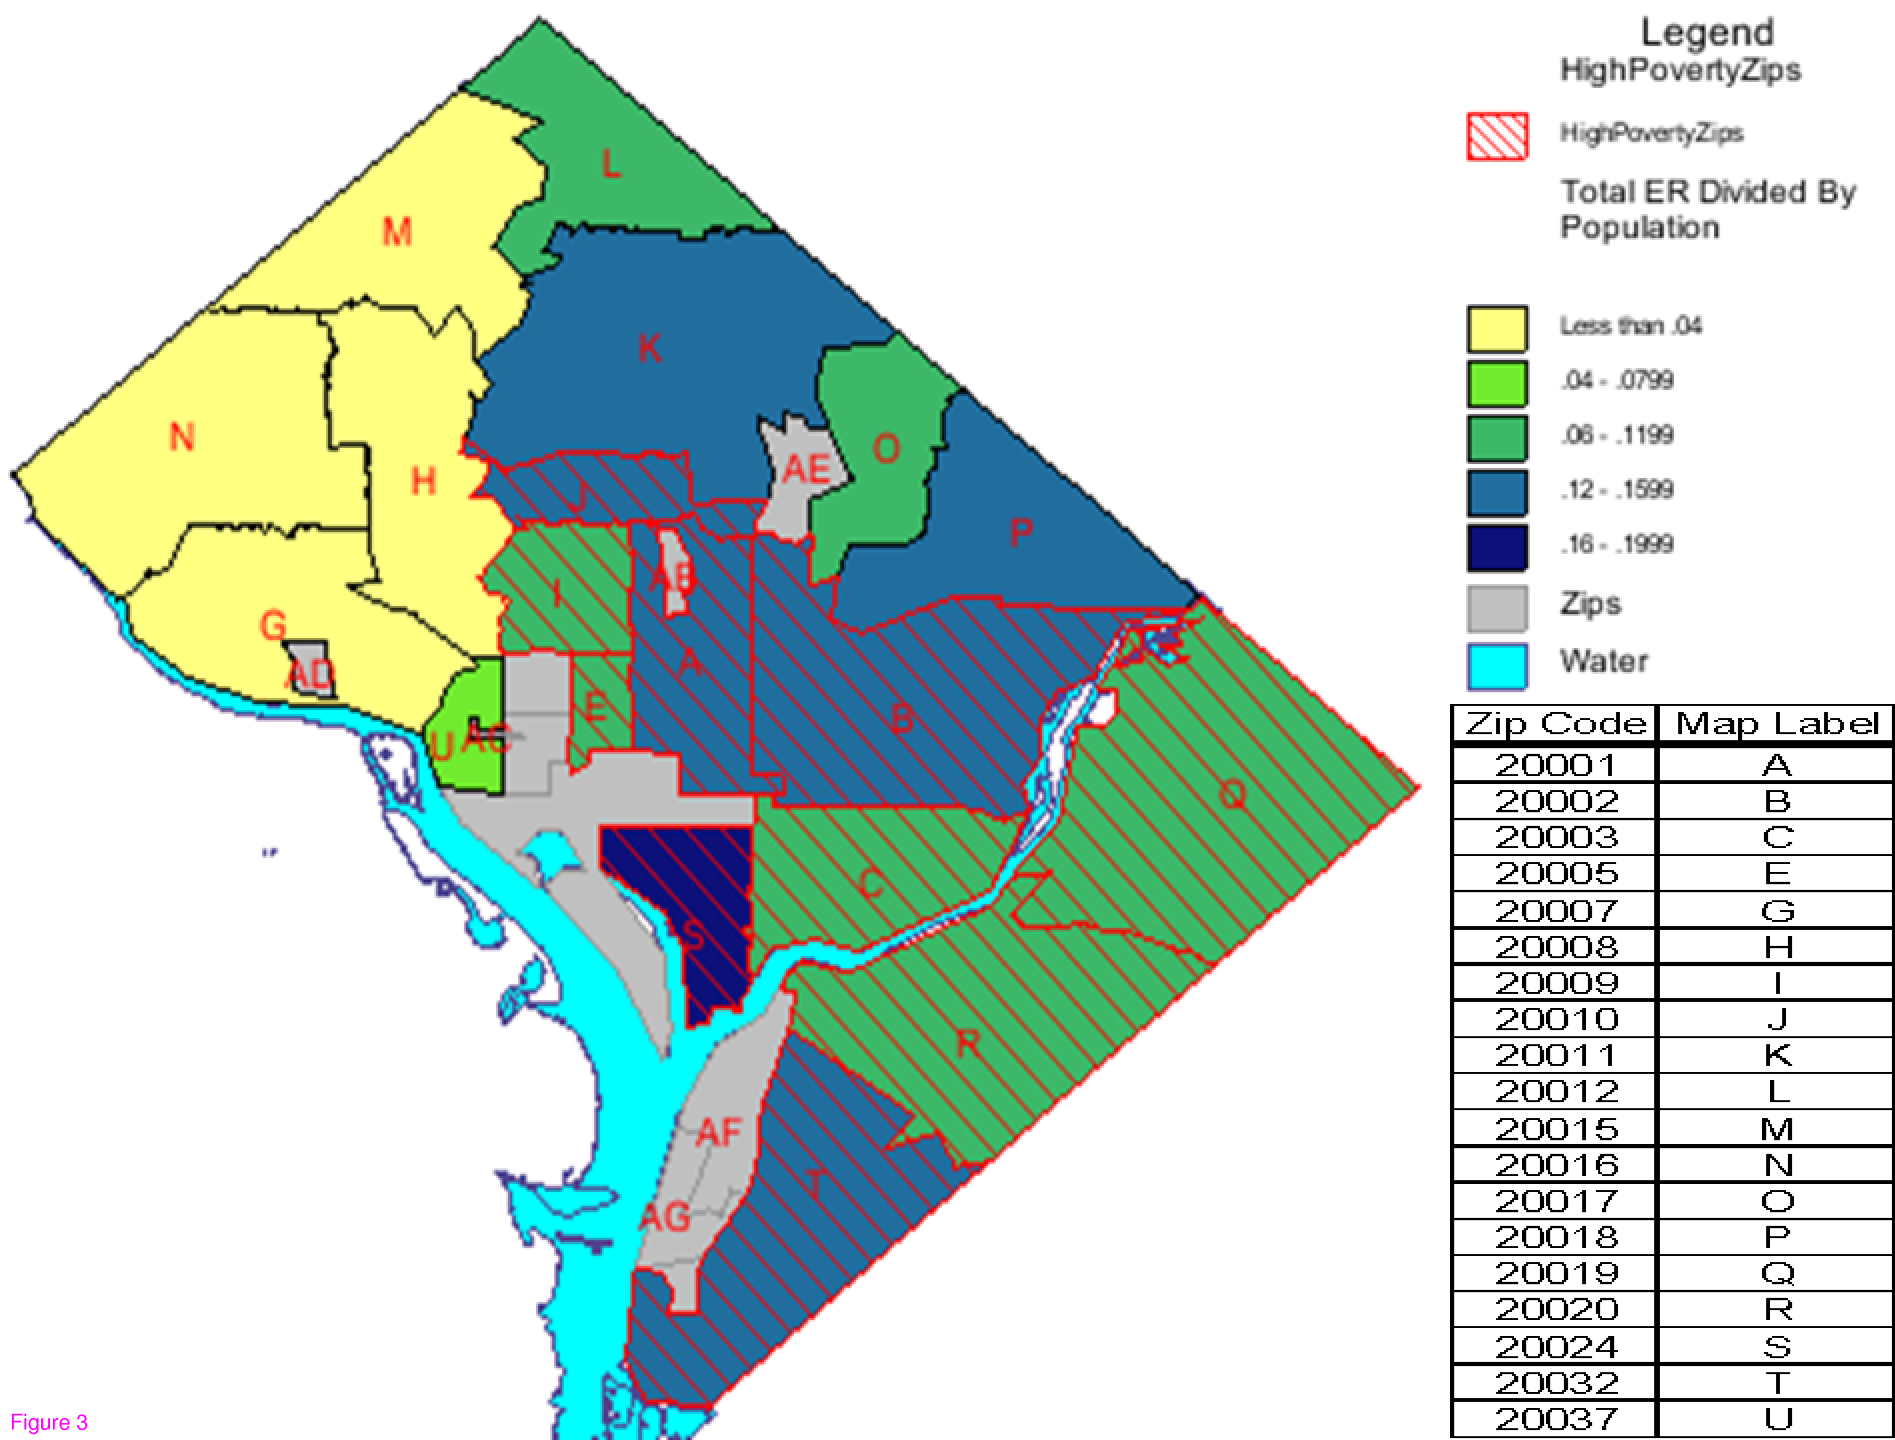 Legend
HighPovertyZips
HighPovertyZips
Total ER Divided By
Population
Less than .04
.04 - .0799
.06 - .1199
.12 - .1599
.16 - .1999
Zips
Water
L
M
K
N
O
H
AE
J
P
I
AB
G
AD
A
E
B
U AC
Q
C
S
R
AF
T
AG
Zip Code Map Label
20001 A
20002 B
20003 C
20005 E
20007 G
20008 H
20009 I
20010 J
20011 K
20012 L
20015 M
20016 N
20017 O
20018 P
20019 Q
20020 R
20024 S
20032 T
20037 U
Figure 3